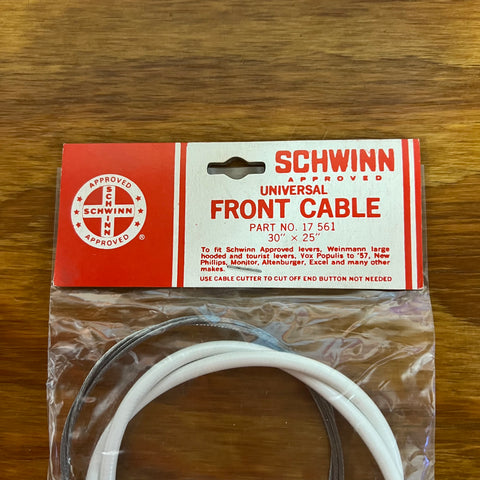 APPROVED
SCHWINN
SCHWINN
APPROVED
®
SCHWINN
APPROVED
UNIVERSAL
FRONT CABLE
PART NO. 17 561
30" x 25"
To fit Schwinn Approved levers, Weinmann large
hooded and tourist levers, Vox Populis to '57, New
Phillips, Monitor, Altenburger, Excel and many other
makes.
USE CABLE CUTTER TO CUT OFF END BUTTON NOT NEEDED